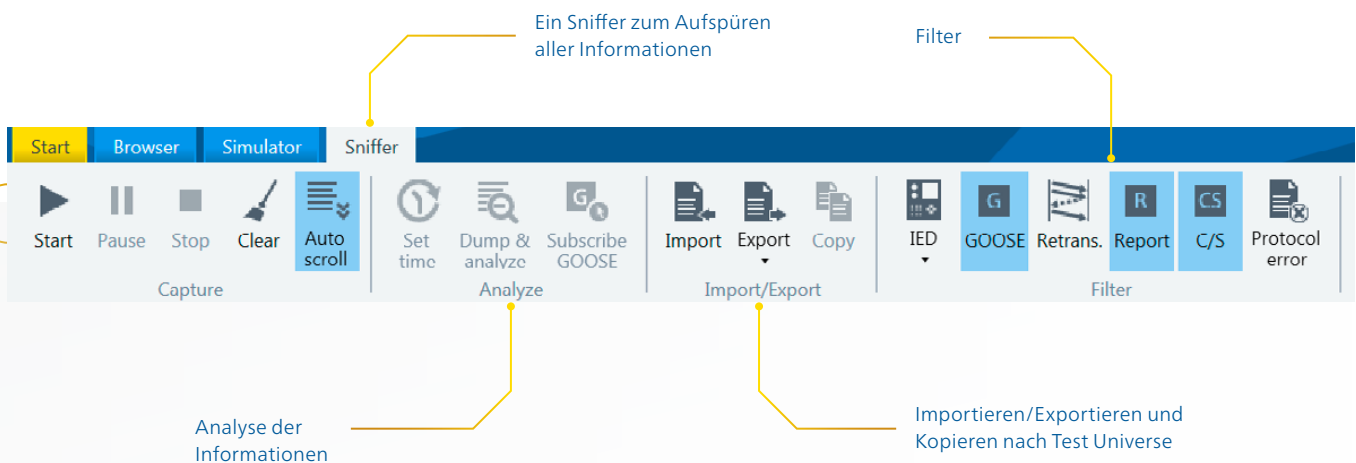 Ein Sniffer zum Aufspüren
aller Informationen
Filter
Start Browser Simulator Sniffer
Start Pause Stop Clear Auto scroll Set time Dump & analyze Subscribe GOOSE Import Export Copy IED GOOSE Retrans. Report C/S Protocol error
G G R CS
Capture Analyze Import/Export Filter
Analyse der
Informationen
Importieren/Exportieren und
Kopieren nach Test Universe